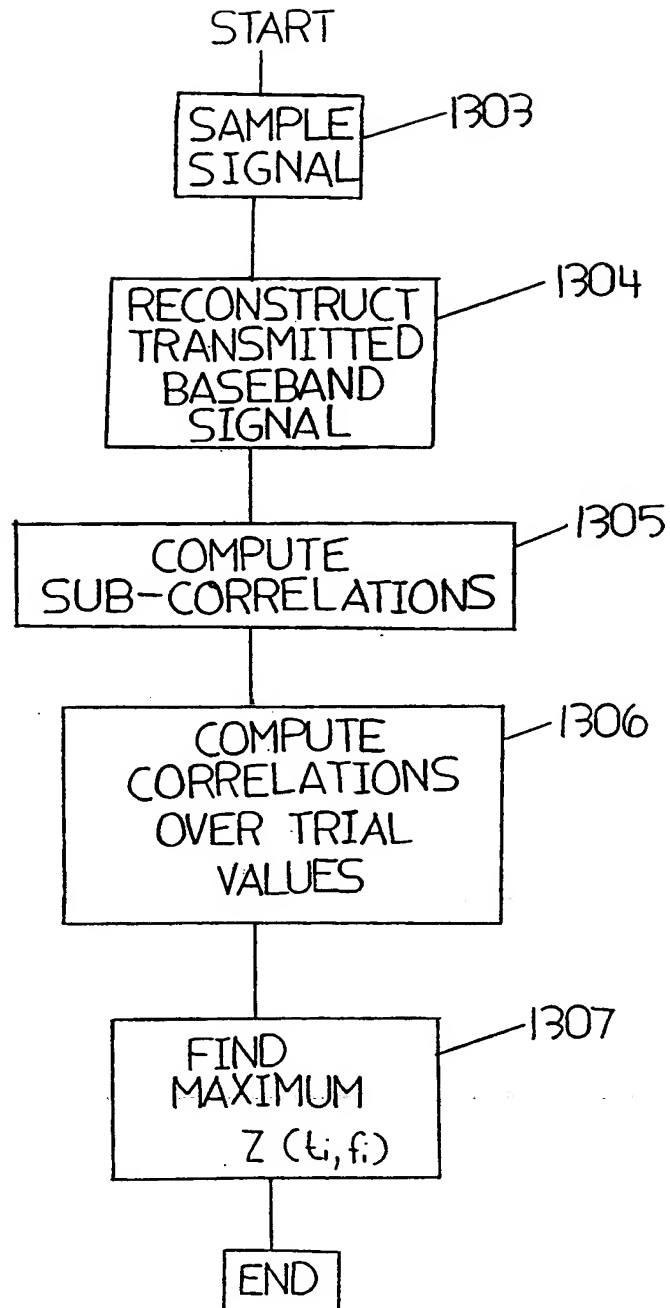 START
SAMPLE
SIGNAL
1303
RECONSTRUCT
TRANSMITTED
BASEBAND
SIGNAL
1304
COMPUTE
SUB-CORRELATIONS
1305
COMPUTE
CORRELATIONS
OVER TRIAL
VALUES
1306
FIND
MAXIMUM
Z (ti, fi)
1307
END